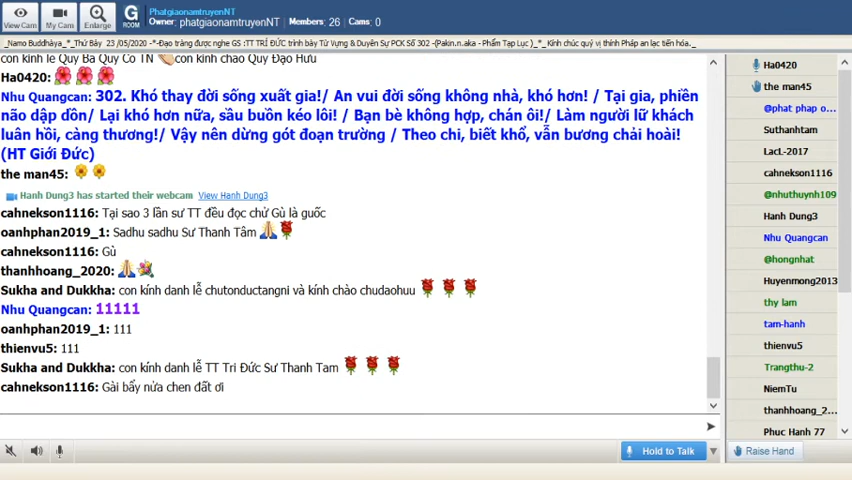 View Cam
My Cam
Enlarge
G
ROOM
PhatgiaonamtruyenNT
Owner: phatgiaonamtruyenNT Members: 26 Cams: 0
_Namo Buddhàya_*_Thứ Bảy 23 /05/2020 -*-Đạo tràng được nghe GS :TT TRÍ ĐỨC trình bày Tứ Vựng & Duyên Sự PCK Số 302 -(Pakin.n.aka - Phẩm Tạp Lục )_*_Kính chúc quý vị thính Pháp an lạc tiến hóa._
con kính lễ Quý Bà Quý Cô TN con kính chào Quý Đạo Hưu
Ha0420:
Nhu Quangcan: 302. Khó thay đời sống xuất gia!/ An vui đời sống không nhà, khó hơn! / Tại gia, phiền
não dập dồn/ Lại khó hơn nữa, sầu buồn kéo lôi! / Bạn bè không hợp, chán ôi!/ Làm người lữ khách
luân hồi, càng thương!/ Vậy nên dừng gót đoạn trường / Theo chi, biết khổ, vẫn bương chải hoài!
(HT Giới Đức)
the man45:
Hanh Dung3 has started their webcam View Hanh Dung3
cahnekson1116: Tại sao 3 lần sư TT đều đọc chử Gù là guốc
oanhphan2019_1: Sadhu sadhu Sư Thanh Tâm
cahnekson1116: Gù
thanhhoang_2020:
Sukha and Dukkha: con kính danh lễ chutonductangni và kính chào chudaohuu
Nhu Quangcan: 11111
oanhphan2019_1: 111
thienvu5: 111
Sukha and Dukkha: con kính danh lễ TT Tri Đức Sư Thanh Tam
cahnekson1116: Gài bẩy nửa chen đất ơi
Hold to Talk
Ha0420
the man45
@phat phap o...
Suthanhtam
LacL-2017
cahnekson1116
@nhuthuynh109
Hanh Dung3
Nhu Quangcan
@hongnhat
Huyenmong2013
thy lam
tam-hanh
thienvu5
Trangthu-2
NiemTu
thanhhoang_2...
Phuc Hanh 77
Raise Hand